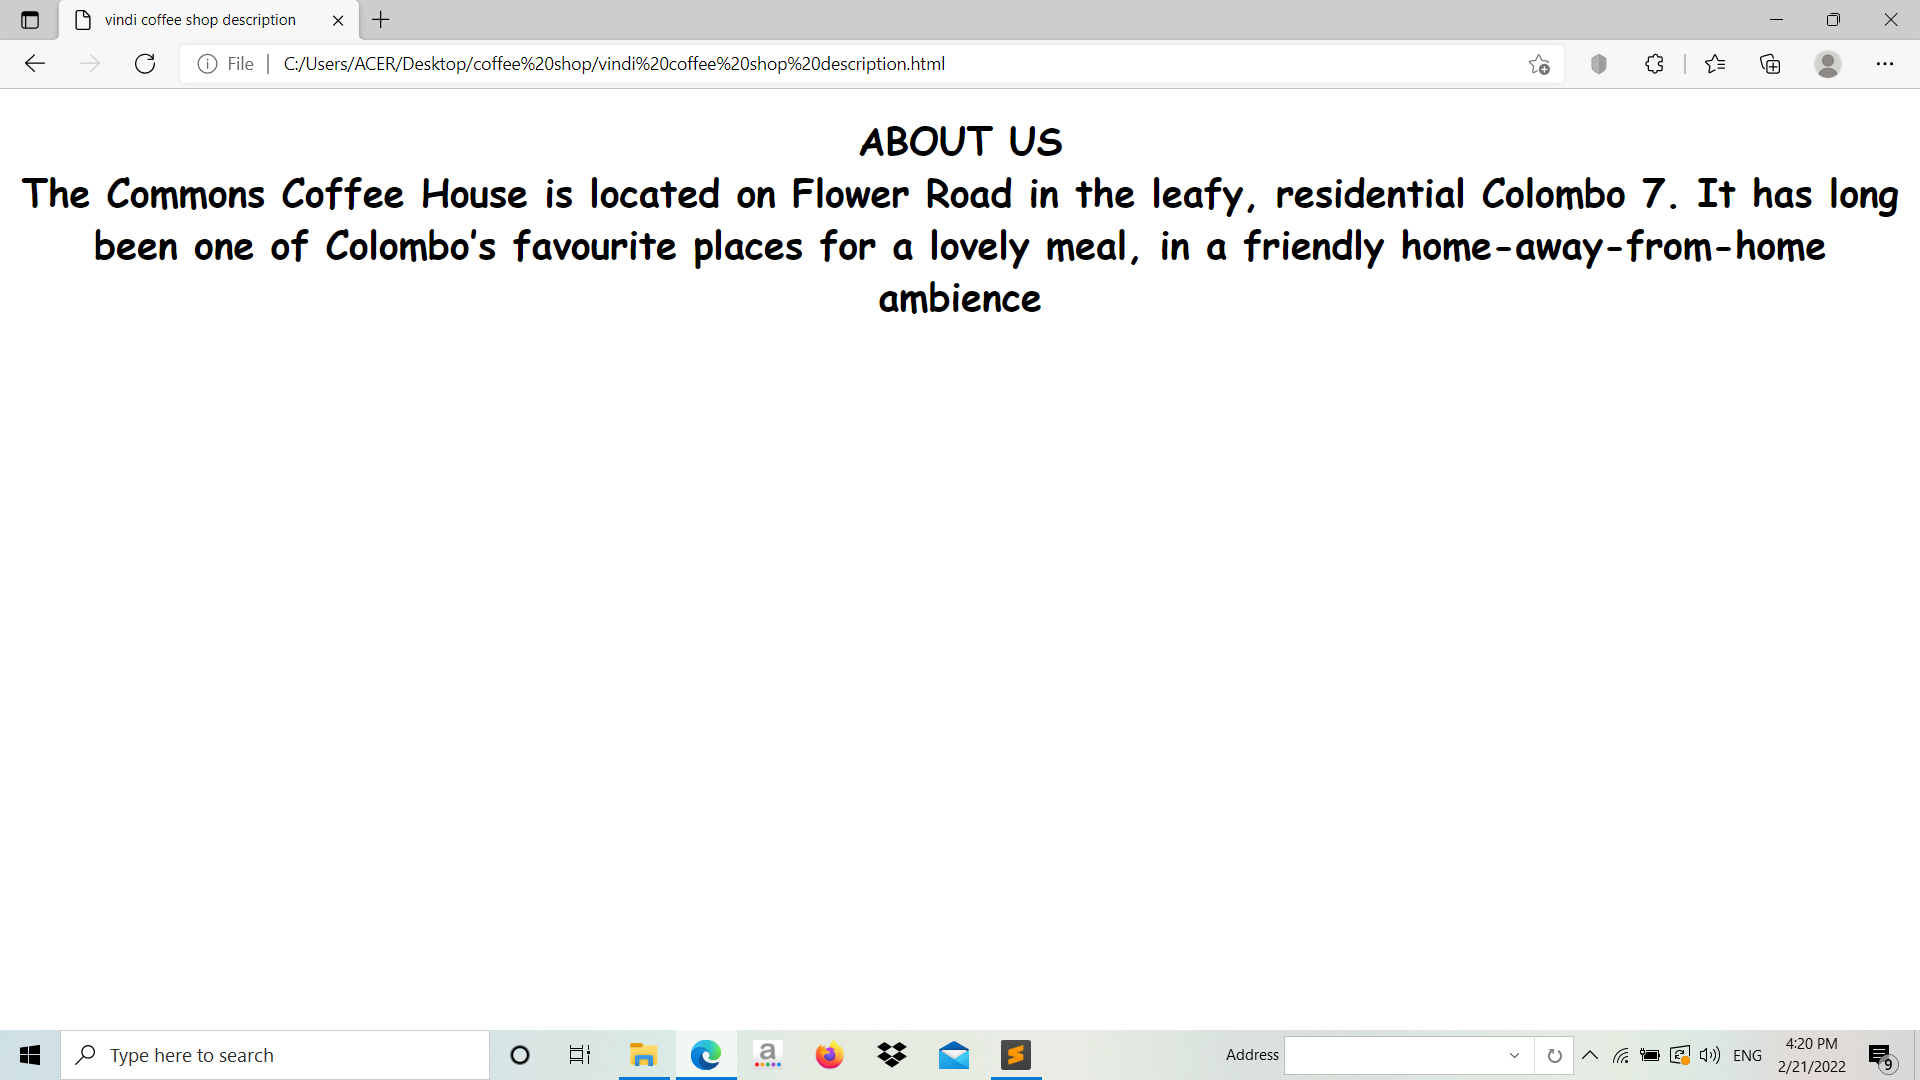 vindi coffee shop description
File
C:/Users/ACER/Desktop/coffee%20shop/vindi%20coffee%20shop%20description.html
ABOUT US
The Commons Coffee House is located on Flower Road in the leafy, residential Colombo 7. It has long
been one of Colombo's favourite places for a lovely meal, in a friendly home-away-from-home
ambience
Type here to search
a
Address
ENG
4:20 PM
2/21/2022
9